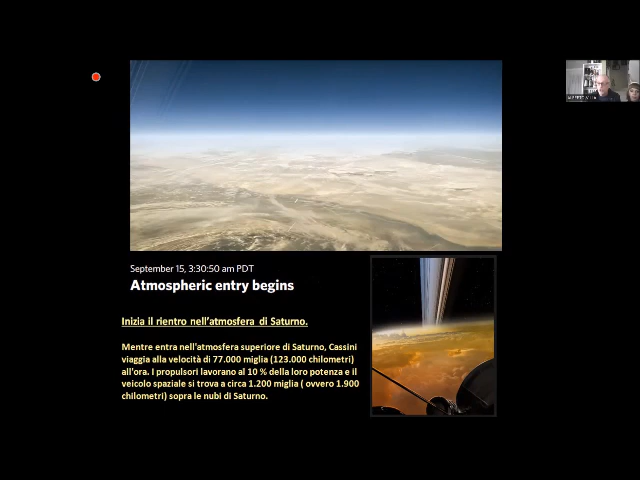 September 15, 3:30:50 am PDT
Atmospheric entry begins
Inizia il rientro nell'atmosfera di Saturno.
Mentre entra nell'atmosfera superiore di Saturno, Cassini
viaggia alla velocità di 77.000 miglia (123.000 chilometri)
all'ora. I propulsori lavorano al 10 % della loro potenza e il
veicolo spaziale si trova a circa 1.200 miglia ( ovvero 1.900
chilometri) sopra le nubi di Saturno.
ALBERTO